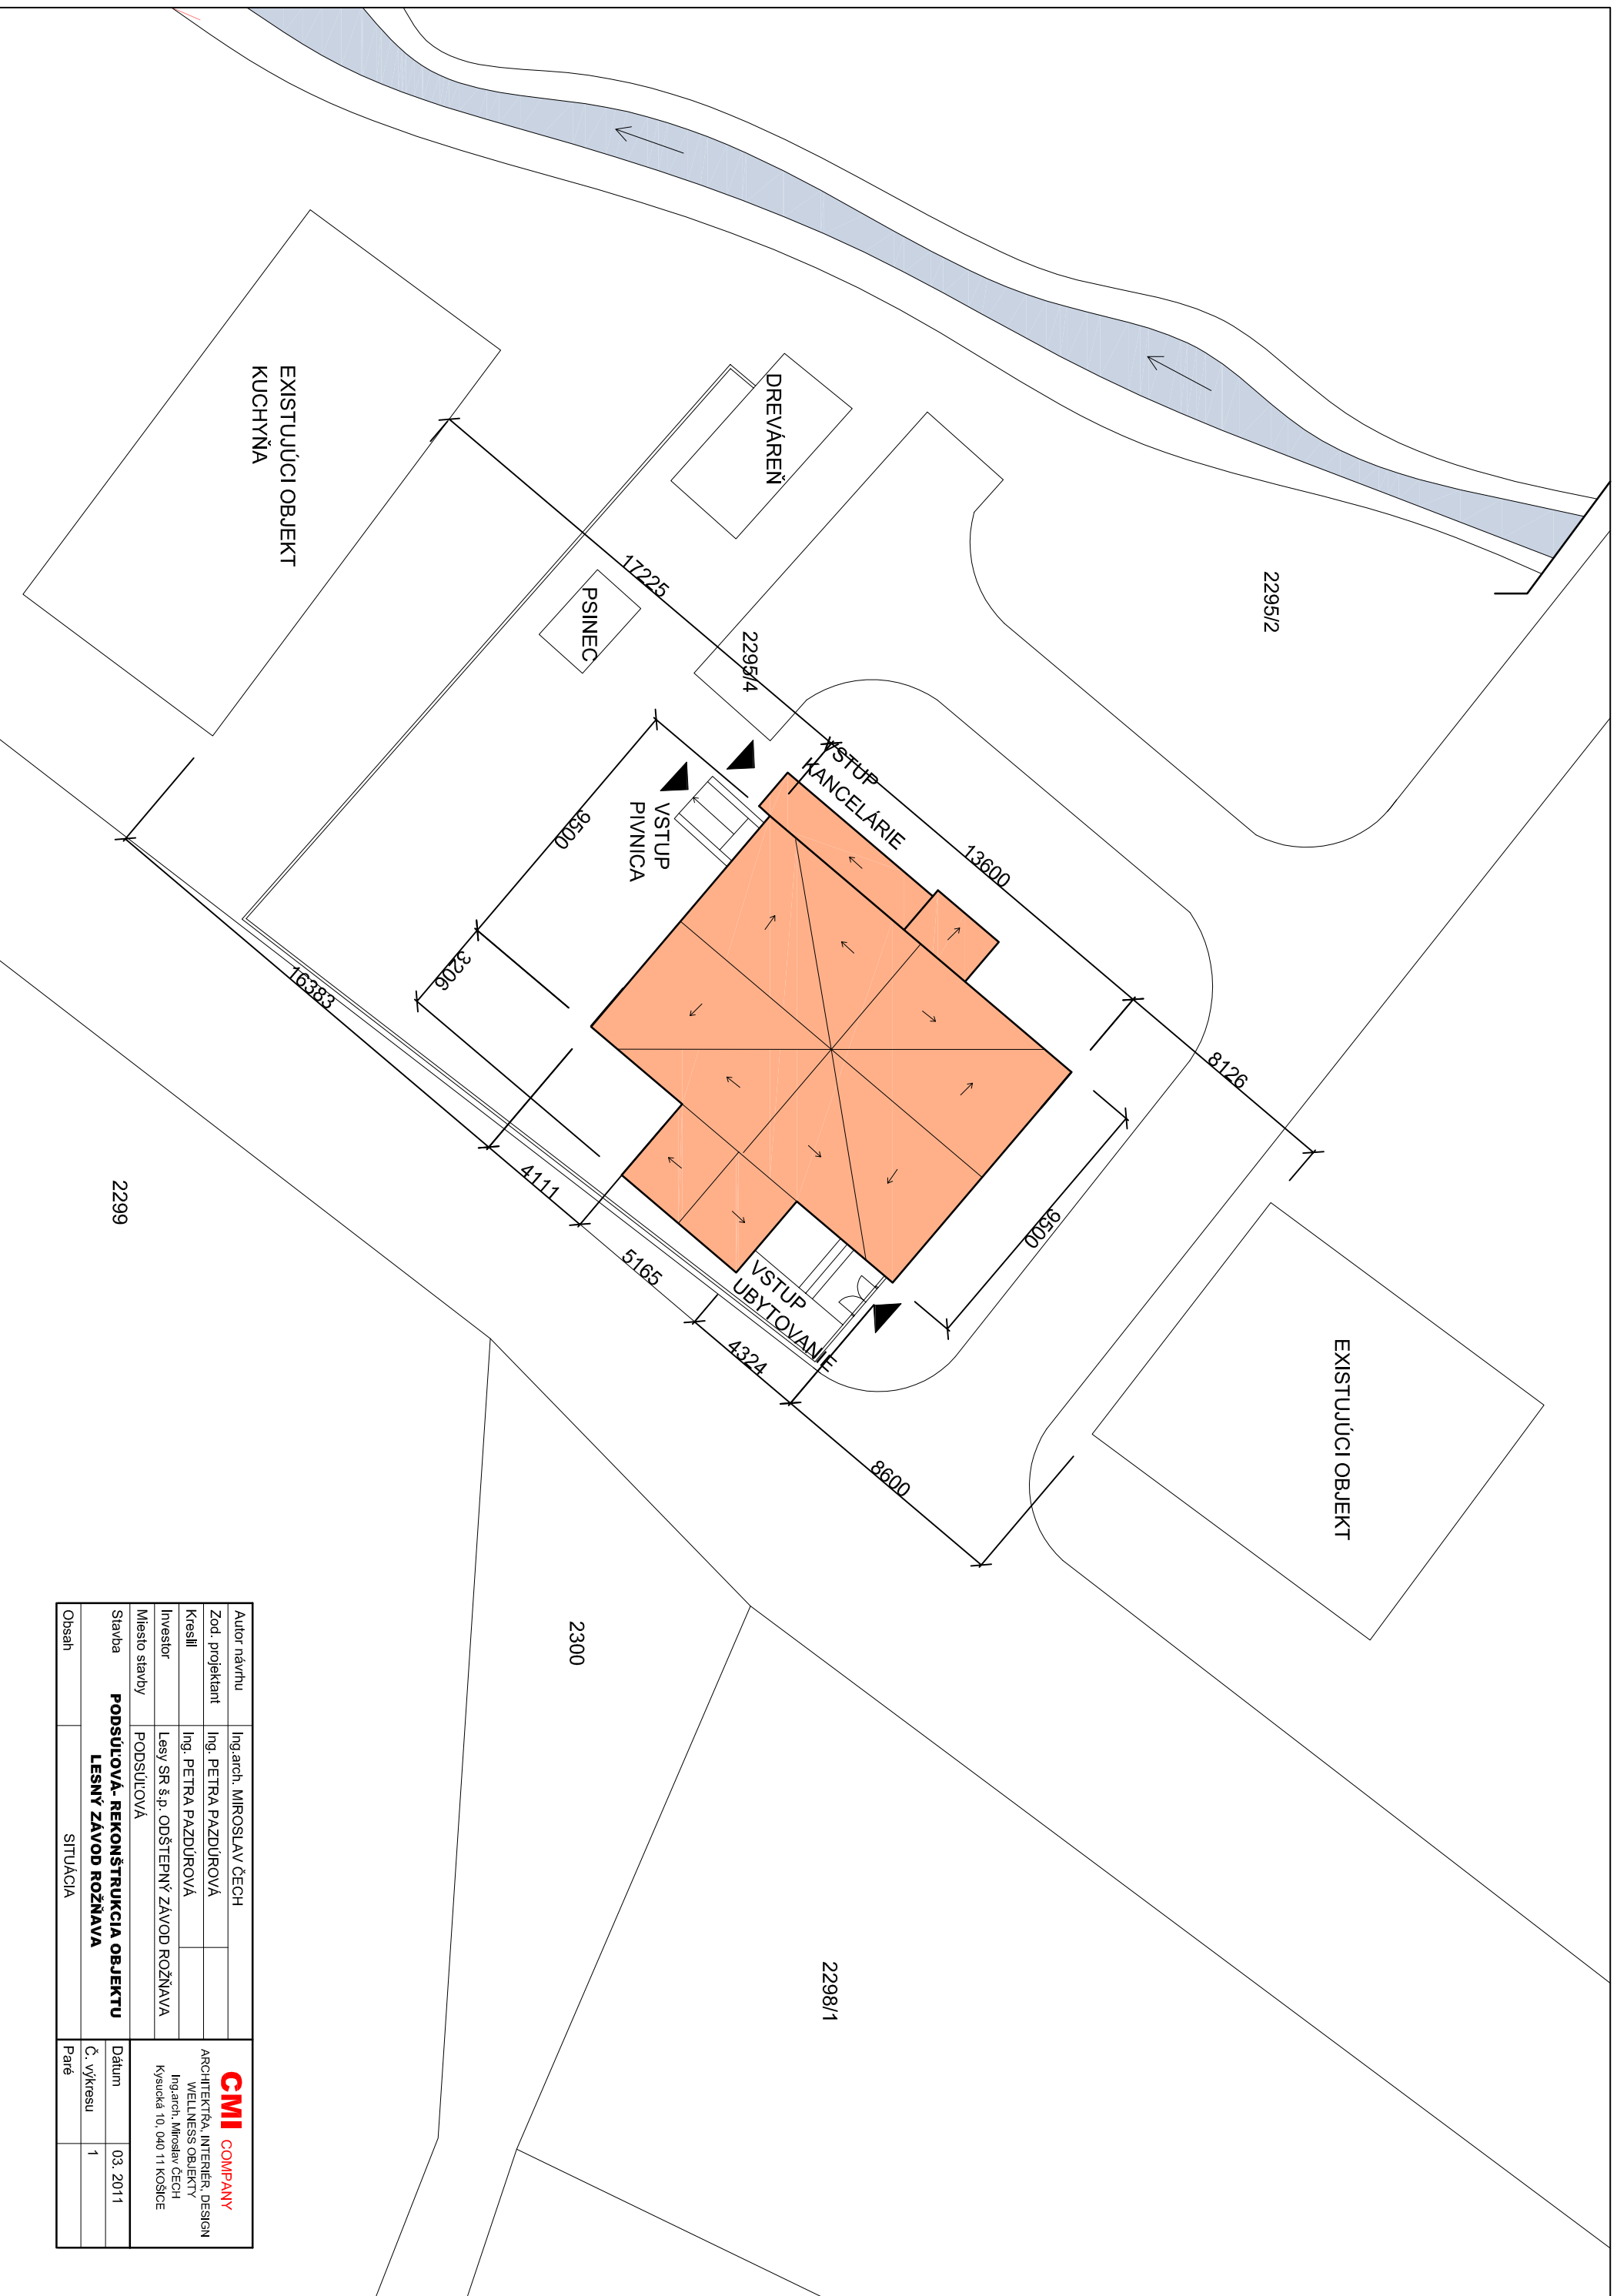 2295/2
DREVÁREŇ
EXISTUJÚCI OBJEKT
KUCHYŇA
PSINEC
2295/4
17225
VSTUP
KANCELÁRIE
13600
8126
VSTUP
PIVNICA
9500
3206
9500
16383
4111
5165
4324
8600
VSTUP
UBYTOVANIE
EXISTUJÚCI OBJEKT
2299
2300
2298/1
Autor návrhu Ing.arch. MIROSLAV ČECH
Zod. projektant Ing. PETRA PAZDÚROVÁ
Kreslil Ing. PETRA PAZDÚROVÁ
Investor Lesy SR š.p. ODŠTEPNÝ ZÁVOD ROŽŇAVA
Miesto stavby PODSÚĽOVÁ
Stavba PODSÚĽOVÁ- REKONŠTRUKCIA OBJEKTU
LESNÝ ZÁVOD ROŽŇAVA
Obsah SITUÁCIA
CMI COMPANY
ARCHITEKTŔA, INTERIÉR, DESIGN
WELLNESS OBJEKTY
Ing.arch. Miroslav ČECH
Kysucká 10, 040 11 KOŠICE
Dátum 03. 2011
Č. výkresu 1
Paré